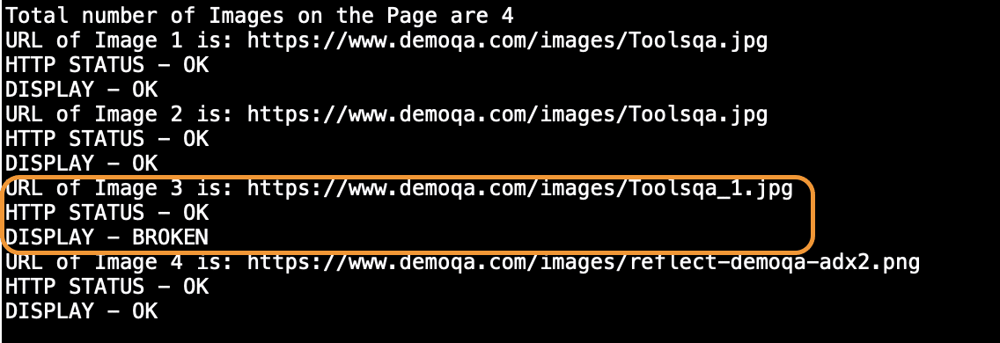 Total number of Images on the Page are 4
URL of Image 1 is: https://www.demoqa.com/images/Toolsqa.jpg
HTTP STATUS - OK
DISPLAY - OK
URL of Image 2 is: https://www.demoqa.com/images/Toolsqa.jpg
HTTP STATUS - OK
DISPLAY - OK
URL of Image 3 is: https://www.demoqa.com/images/Toolsqa_1.jpg
HTTP STATUS - OK
DISPLAY - BROKEN
URL of Image 4 is: https://www.demoqa.com/images/reflect-demoqa-adx2.png
HTTP STATUS - OK
DISPLAY - OK